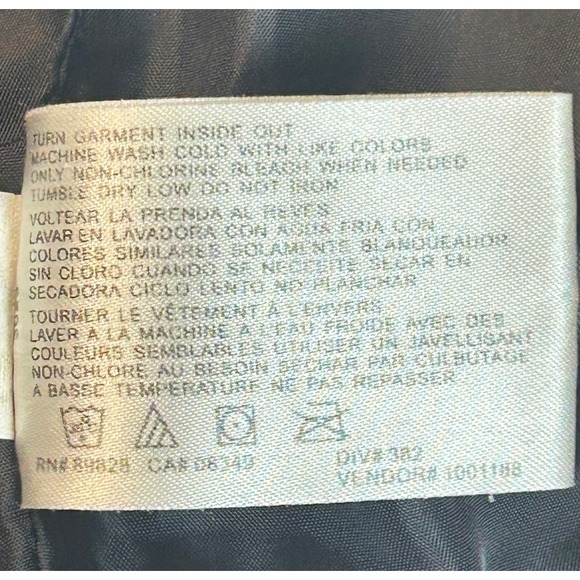 TURN GARMENT INSIDE OUT
MACHINE WASH COLD WITH LIKE COLORS
ONLY NON-CHLORINE BLEACH WHEN NEEDED
TUMBLE DRY LOW DO NOT IRON
VOLTEAR LA PRENDA AL REVES
LAVAR EN LAVADORA CON AGUA FRIA CON
COLORES SIMILARES SOLAMENTE BLANQUEADOR
SIN CLORO CUANDO SE NECESITE SECAR EN
SECADORA CICLO LENTO NO PLANCHAR
TOURNER LE VÊTEMENT À L'ENVERS
LAVER A LA MACHINE A L'EAU FROIDE AVEC DES
COULEURS SEMBLABLES UTILISER UN JAVELLISANT
NON-CHLORE AU BESOIN SECHAR PAR CULBUTAGE
A BASSE TEMPERATURE NE PAS REPASSER
RN# 89828 CA# 06349 DIV# 382
VENDOR# 1001188